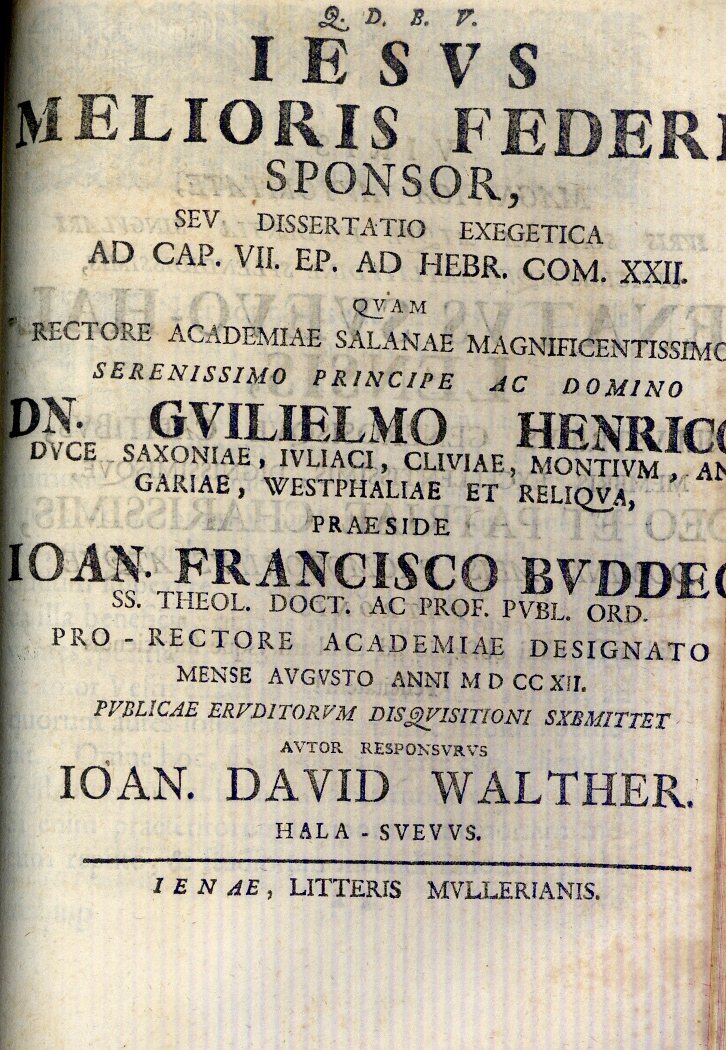 Q. D. B. V.
IESVS
MELIORIS FEDERI
SPONSOR,
SEV DISSERTATIO EXEGETICA
AD CAP. VII. EP. AD HEBR. COM. XXII.
QVAM
RECTORE ACADEMIAE SALANAE MAGNIFICENTISSIMO
SERENISSIMO PRINCIPE AC DOMINO
DN. GVILIELMO HENRICO
DVCE SAXONIAE, IVLIACI, CLIVIAE, MONTIVM, AN
GARIAE, WESTPHALIAE ET RELIQVA,
PRAESIDE
IOAN. FRANCISCO BVDDEO
SS. THEOL. DOCT. AC PROF. PVBL. ORD.
PRO-RECTORE ACADEMIAE DESIGNATO
MENSE AVGVSTO ANNI M D CC XII.
PVBLICAE ERVDITORVM DISQVISITIONI SXBMITTET
AVTOR RESPONSVRVS
IOAN. DAVID WALTHER.
HALA-SVEVVS.
IENAE, LITTERIS MVLLERIANIS.